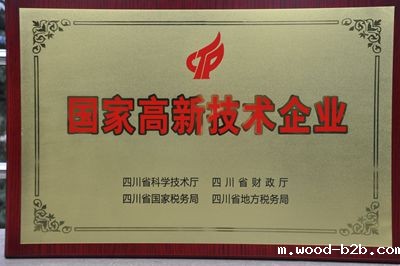 国家高新技术企业
四川省科学技术厅 四川省财政厅
四川省国家税务局 四川省地方税务局
m.wood-b2b.com